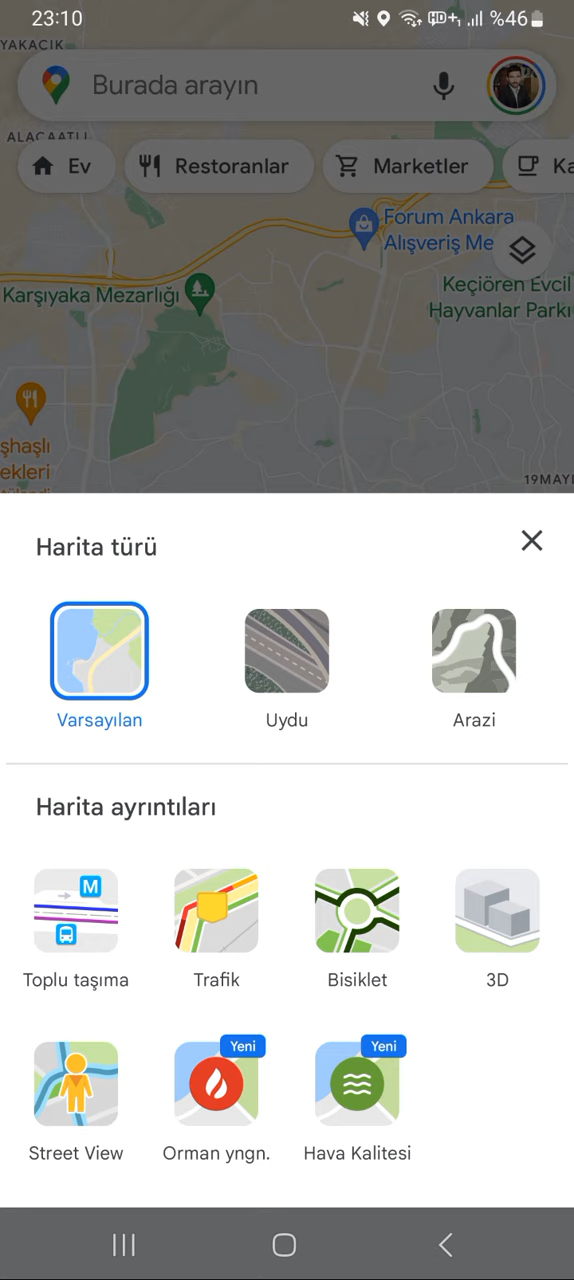 23:10
%46
YAKACIK
Burada arayın
ALACAATLI
Ev
Restoranlar
Marketler
Forum Ankara
Alışveriş Me
Karşıyaka Mezarlığı
Keçiören Evcil
Hayvanlar Parkı
şhaşlı
ekleri
19MAYI
Harita türü
Varsayılan
Uydu
Arazi
Harita ayrıntıları
M
Toplu taşıma
Trafik
Bisiklet
3D
Yeni
Yeni
Street View
Orman yngn.
Hava Kalitesi